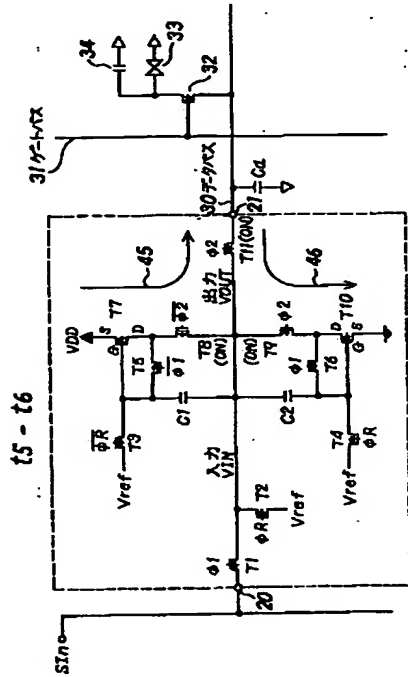 t5 - t6
SIn
20
φ1
T1
φR
T2
Vref
入力
VIN
Vref
φR
T3
C1
T5
φ1
VDD
S
G
D
T7
φ2
T8
(ON)
45
C2
T6
φ1
φ2
T9
(ON)
Vref
T4
φR
G
D
S
T10
46
出力
VOUT
φ2
T11(ON)
21
30データバス
Cd
31ゲートバス
32
33
34